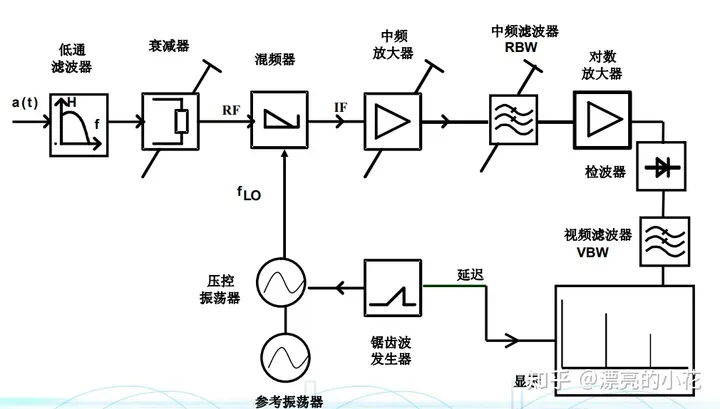 低通
滤波器
衰减器
混频器
中频
放大器
中频滤波器
RBW
对数
放大器
a(t)
H
f
RF
IF
检波器
fLO
视频滤波器
VBW
压控
振荡器
延迟
锯齿波
发生器
显示
参考振荡器
知乎 @漂亮的小花